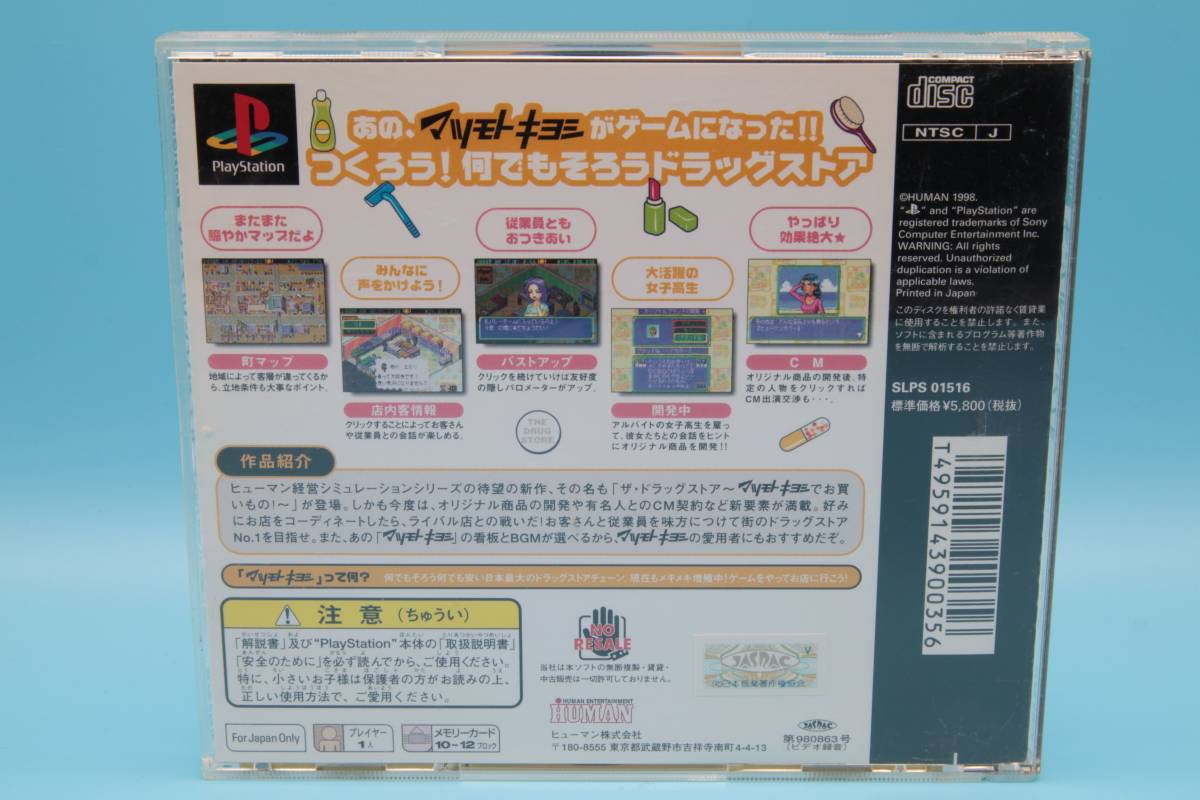 PlayStation
あの、マツモトキヨシがゲームになった!!
つくろう!何でもそろうドラッグストア
またまた
賑やかマップだよ
町マップ
地域によって客層が違ってくるか
ら、立地条件も大事なポイント。
みんなに
声をかけよう!
店内客情報
クリックすることによってお客さん
や従業員との会話が楽しめる。
従業員とも
おつきあい
バストアップ
クリックを続けていけば友好度
の隠しバロメーターがアップ。
THE
DRUG
STORE
大活躍の
女子高生
開発中
アルバイトの女子高生を雇っ
て、彼女たちとの会話をヒント
にオリジナル商品を開発!!
やっぱり
効果絶大★
CM
オリジナル商品の開発後、特
定の人物をクリックすれば
CM出演交渉も・・・。
作品紹介
ヒューマン経営シミュレーションシリーズの待望の新作、その名も「ザ・ドラッグストア〜マツモトキヨシでお買
いもの!〜」が登場。しかも今度は、オリジナル商品の開発や有名人とのCM契約など新要素が満載。好み
にお店をコーディネートしたら、ライバル店との戦いだ!お客さんと従業員を味方につけて街のドラッグストア
No.1を目指せ。また、あの「マツモトキヨシ」の看板とBGMが選べるから、マツモトキヨシの愛用者にもおすすめだぞ。
「マツモトキヨシ」って何? 何でもそろう何でも安い日本最大のドラッグストアチェーン。現在もメキメキ増殖中!ゲームをやってお店に行こう!
注意(ちゅうい)
「解説書」及び"PlayStation"本体の「取扱説明書」
「安全のために」を必ず読んでから、ご使用ください。
特に、小さいお子様は保護者の方がお読みの上、
正しい使用方法で、ご愛用ください。
For Japan Only
プレイヤー
1人
メモリーカード
10-12ブロック
NO
RESALE
当社は本ソフトの無断複製・賃貸・
中古販売は一切許可しておりません。
HUMAN ENTERTAINMENT
HUMAN
ヒューマン株式会社
〒180-8555 東京都武蔵野市吉祥寺南町4-4-13
JASRAC
JASRAC
第980863号
(ビデオ録音)
COMPACT
disc
NTSC J
©HUMAN 1998.
" " and "PlayStation" are
registered trademarks of Sony
Computer Entertainment Inc.
WARNING: All rights
reserved. Unauthorized
duplication is a violation of
applicable laws.
Printed in Japan
このディスクを権利者の許諾なく賃貸業
に使用することを禁止します。また、
ソフトに含まれるプログラム等著作物
を無断で解析することを禁止します。
SLPS 01516
標準価格¥5,800(税抜)
T4959143900356